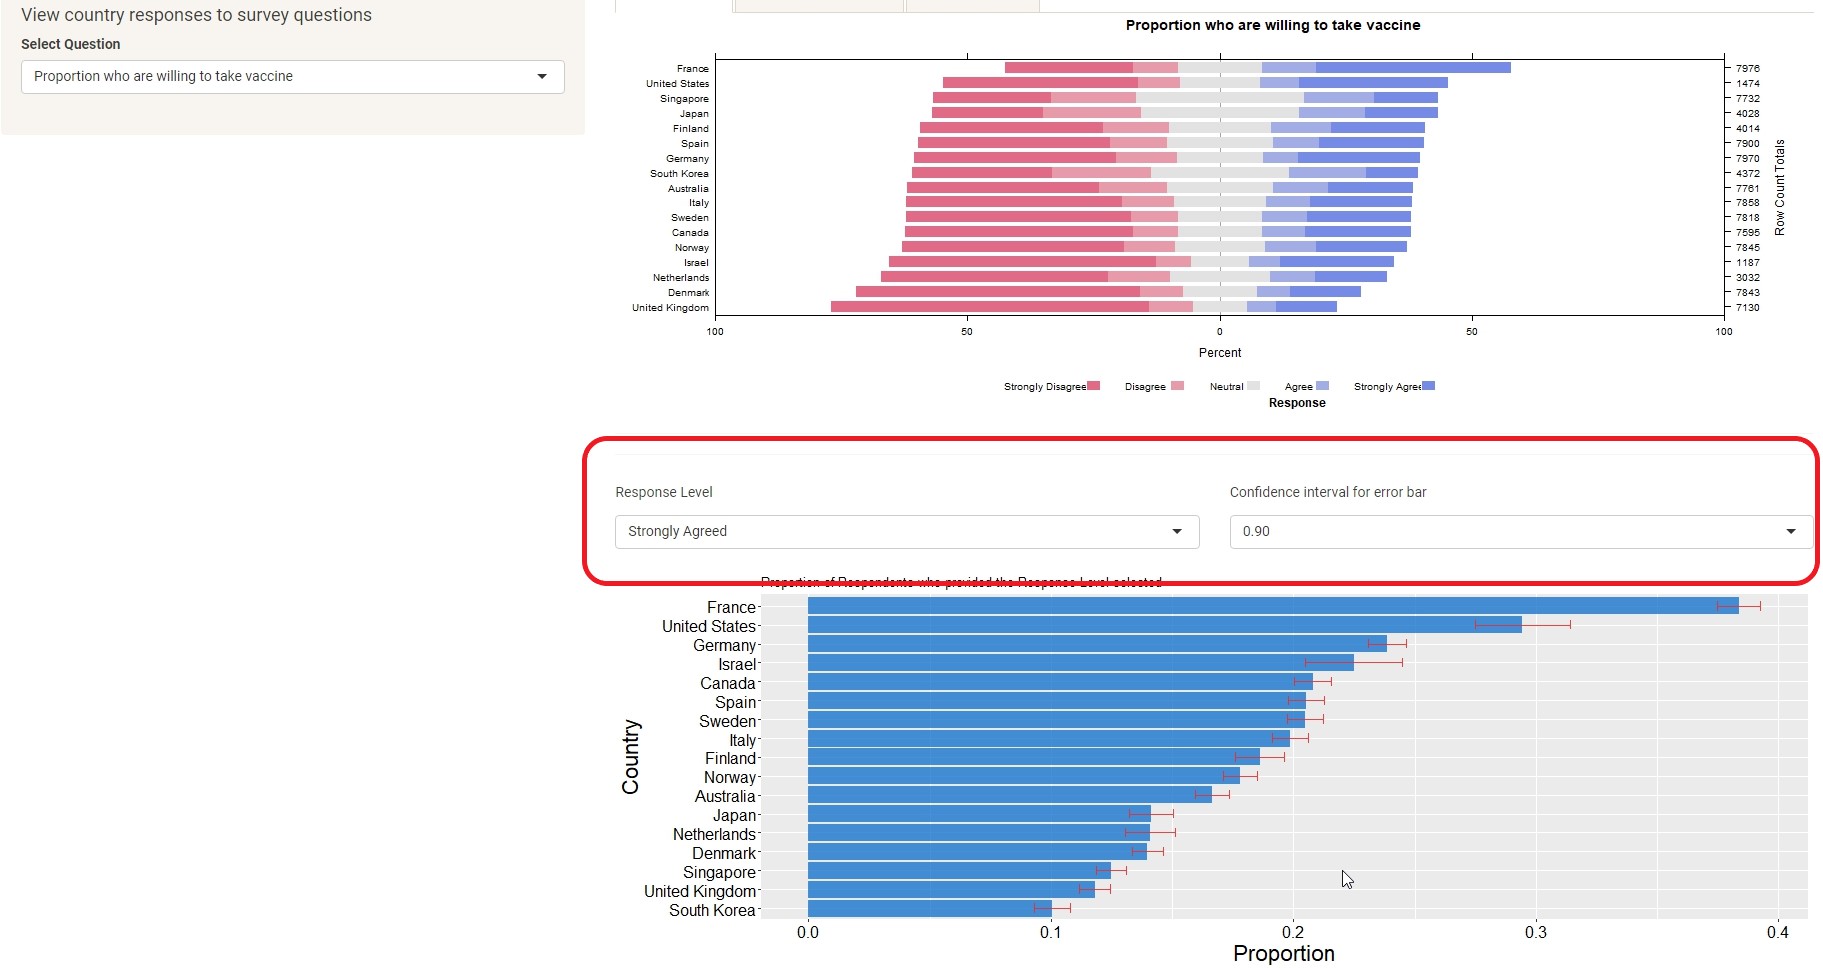 View country responses to survey questions
Select Question
Proportion who are willing to take vaccine
Proportion who are willing to take vaccine
France 7976
United States 1474
Singapore 7732
Japan 4028
Finland 4014
Spain 7900
Germany 7970
South Korea 4372
Australia 7761
Italy 7858
Sweden 7818
Canada 7595
Norway 7845
Israel 1187
Netherlands 3032
Denmark 7843
United Kingdom 7130
Row Count Totals
100 50 0 50 100
Percent
Strongly Disagree Disagree Neutral Agree Strongly Agree
Response
Response Level Confidence interval for error bar
Strongly Agreed 0.90
Proportion of Respondents who provided the Response Level selected
France
United States
Germany
Israel
Canada
Spain
Sweden
Italy
Finland
Norway
Australia
Japan
Netherlands
Denmark
Singapore
United Kingdom
South Korea
Country
0.0 0.1 0.2 0.3 0.4
Proportion